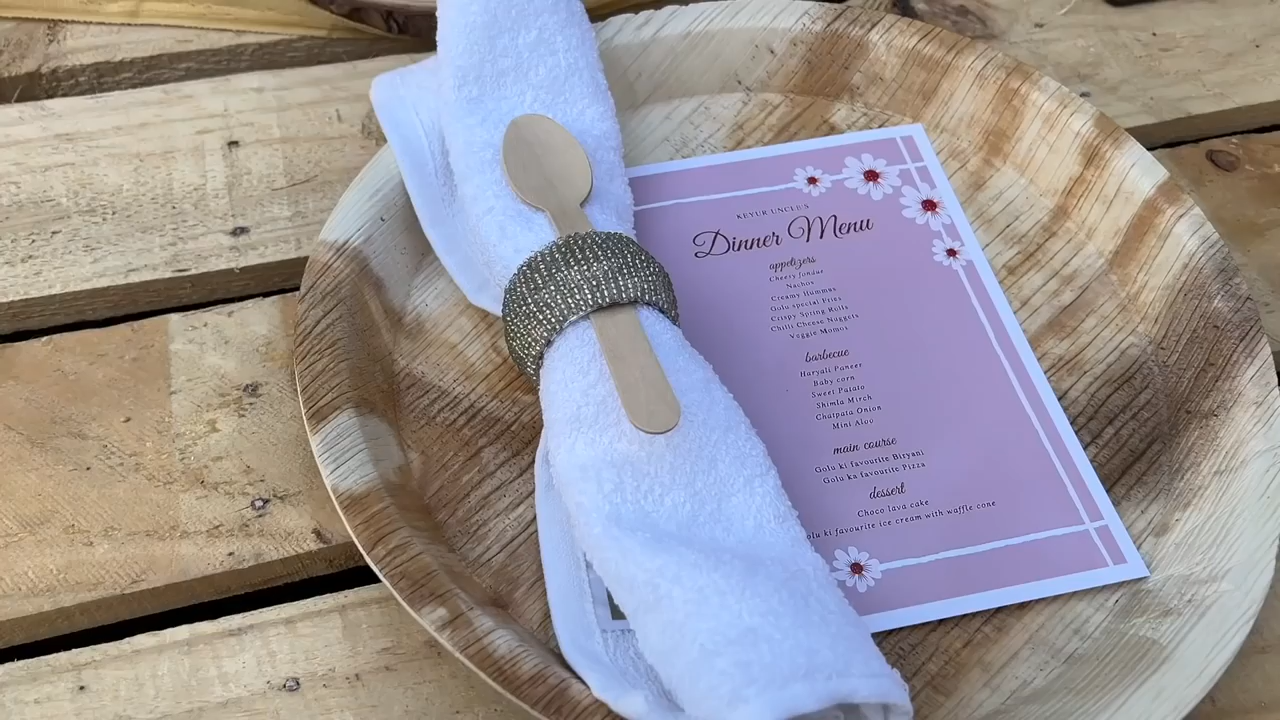 KEYUR UNCLE'S
Dinner Menu
appetizers
Cheesy fondue
Nachos
Creamy Hummus
Golu special Fries
Crispy Spring Rolls
Chilli Cheese Nuggets
Veggie Momos
barbecue
Haryali Paneer
Baby corn
Sweet Potato
Shimla Mirch
Chatpata Onion
Mini Aloo
main course
Golu ki favourite Biryani
Golu ka favourite Pizza
dessert
Choco lava cake
olu ki favourite ice cream with waffle cone